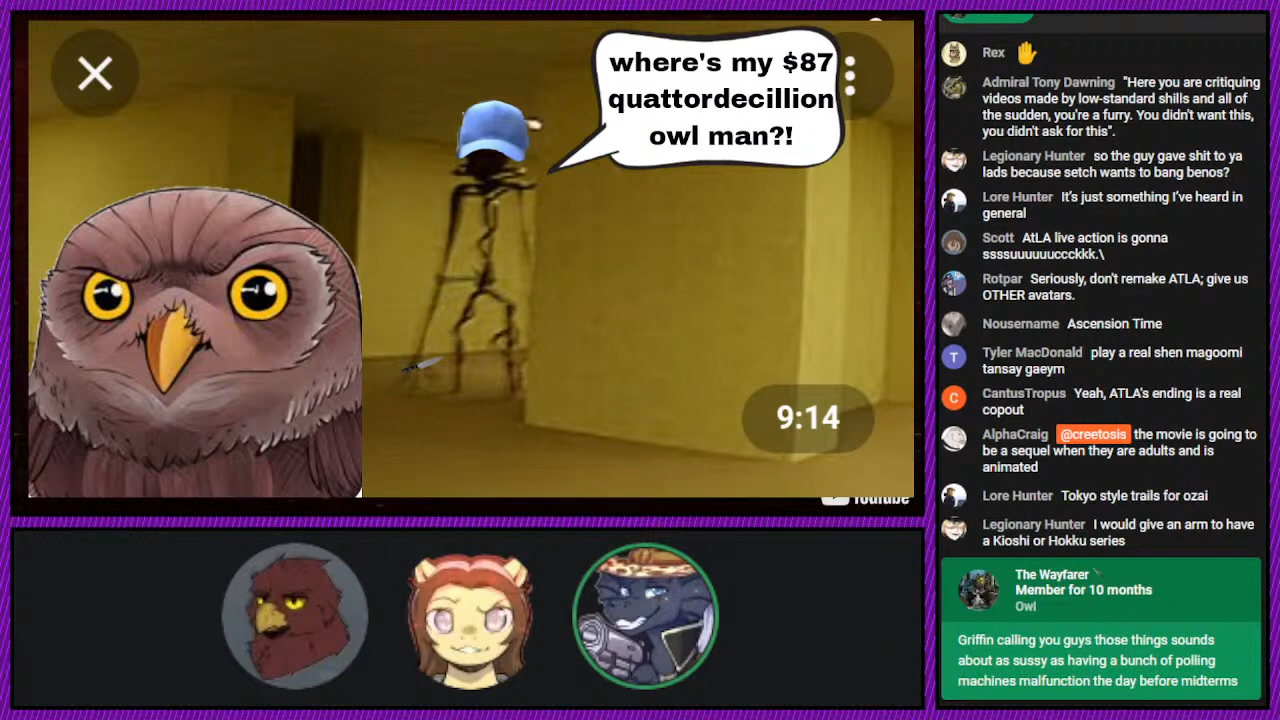 where's my $87
quattordecillion
owl man?!
9:14
YouTube
Rex
Admiral Tony Dawning "Here you are critiquing
videos made by low-standard shills and all of
the sudden, you're a furry. You didn't want this,
you didn't ask for this".
Legionary Hunter so the guy gave shit to ya
lads because setch wants to bang benos?
Lore Hunter It's just something I've heard in
general
Scott AtLA live action is gonna
ssssuuuuuuccckkk.\
Rotpar Seriously, don't remake ATLA; give us
OTHER avatars.
Nousername Ascension Time
T
Tyler MacDonald play a real shen magoomi
tansay gaeym
C
CantusTropus Yeah, ATLA's ending is a real
copout
AlphaCraig @creetosis the movie is going to
be a sequel when they are adults and is
animated
Lore Hunter Tokyo style trails for ozai
Legionary Hunter I would give an arm to have
a Kioshi or Hokku series
The Wayfarer
Member for 10 months
Owl
Griffin calling you guys those things sounds
about as sussy as having a bunch of polling
machines malfunction the day before midterms